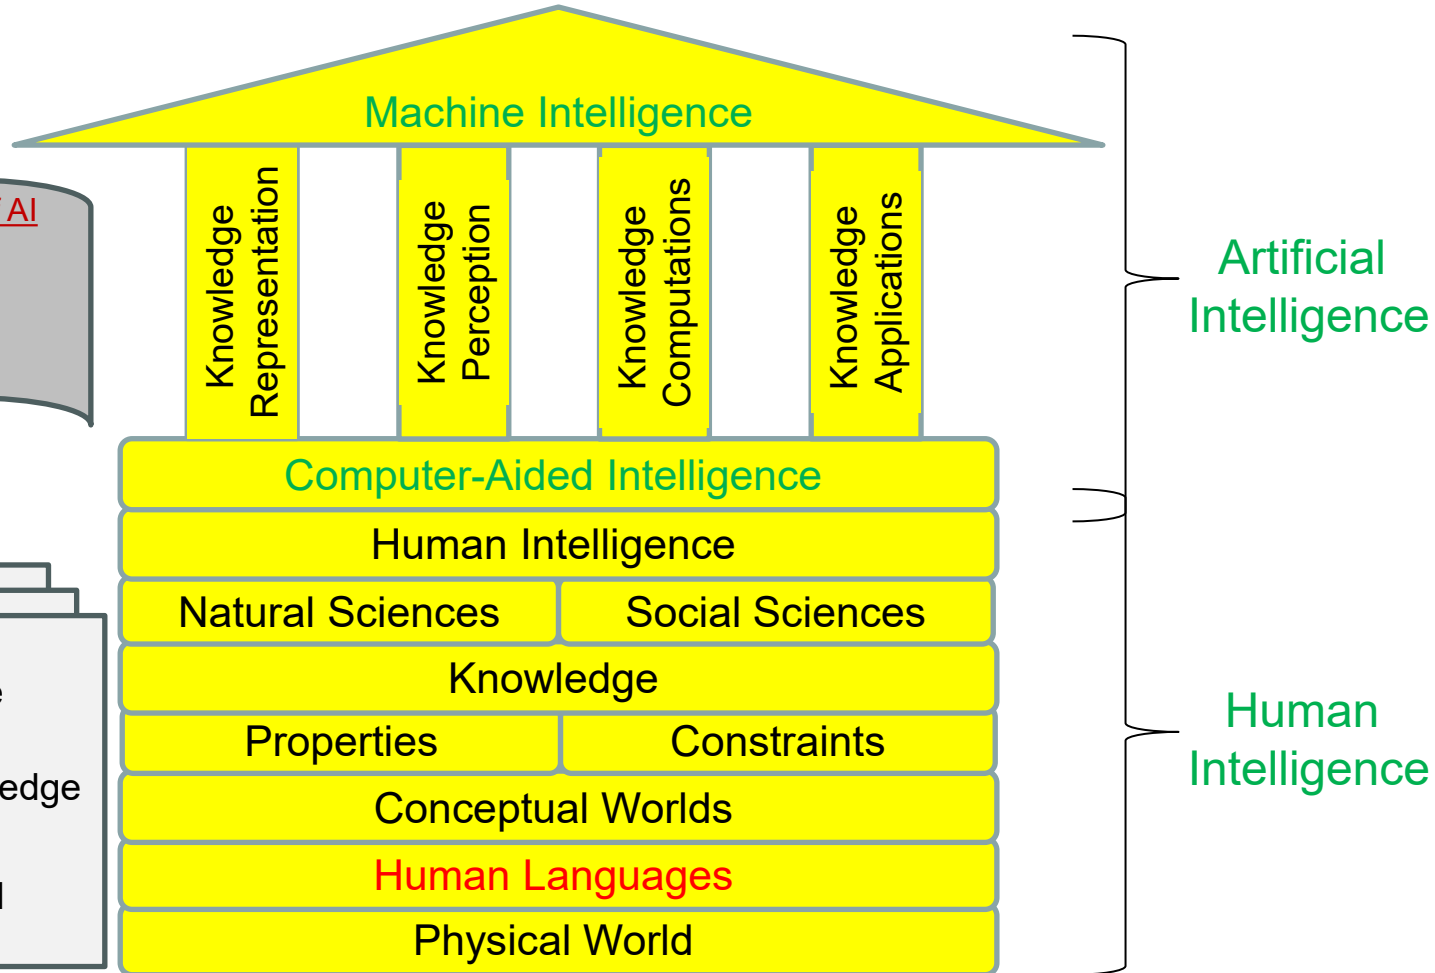 Machine Intelligence
AI
Knowledge
Representation
Knowledge
Perception
Knowledge
Computations
Knowledge
Applications
Artificial
Intelligence
Computer-Aided Intelligence
Human Intelligence
Natural Sciences
Social Sciences
Knowledge
Properties
Constraints
edge
Conceptual Worlds
Human Languages
Physical World
Human
Intelligence